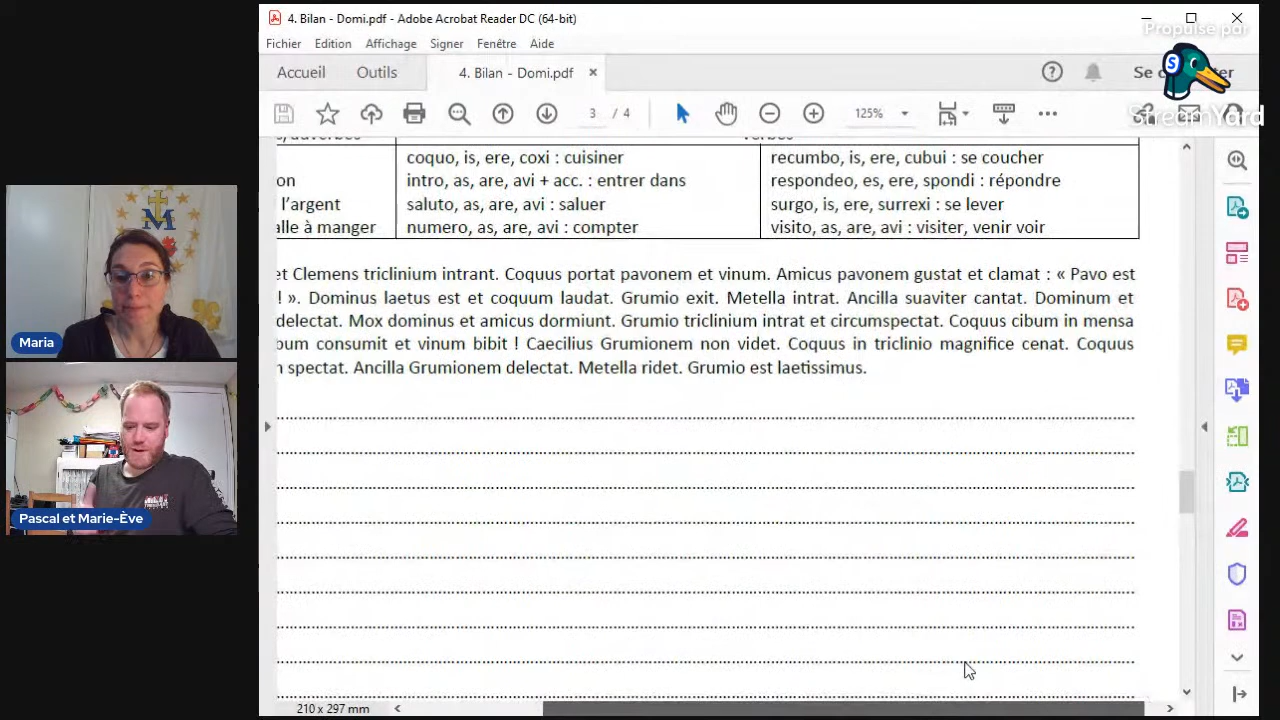 4. Bilan - Domi.pdf - Adobe Acrobat Reader DC (64-bit)
Propulsé par
Fichier Edition Affichage Signer Fenêtre Aide
Accueil Outils 4. Bilan - Domi.pdf ×
StreamYard
3 / 4 125%
coquo, is, ere, coxi : cuisiner recumbo, is, ere, cubui : se coucher
on intro, as, are, avi + acc. : entrer dans respondeo, es, ere, spondi : répondre
l'argent saluto, as, are, avi : saluer surgo, is, ere, surrexi : se lever
alle à manger numero, as, are, avi : compter visito, as, are, avi : visiter, venir voir
et Clemens triclinium intrant. Coquus portat pavonem et vinum. Amicus pavonem gustat et clamat : « Pavo est
! ». Dominus laetus est et coquum laudat. Grumio exit. Metella intrat. Ancilla suaviter cantat. Dominum et
delectat. Mox dominus et amicus dormiunt. Grumio triclinium intrat et circumspectat. Coquus cibum in mensa
bum consumit et vinum bibit ! Caecilius Grumionem non videt. Coquus in triclinio magnifice cenat. Coquus
n spectat. Ancilla Grumionem delectat. Metella ridet. Grumio est laetissimus.
Maria
Pascal et Marie-Ève
210 x 297 mm